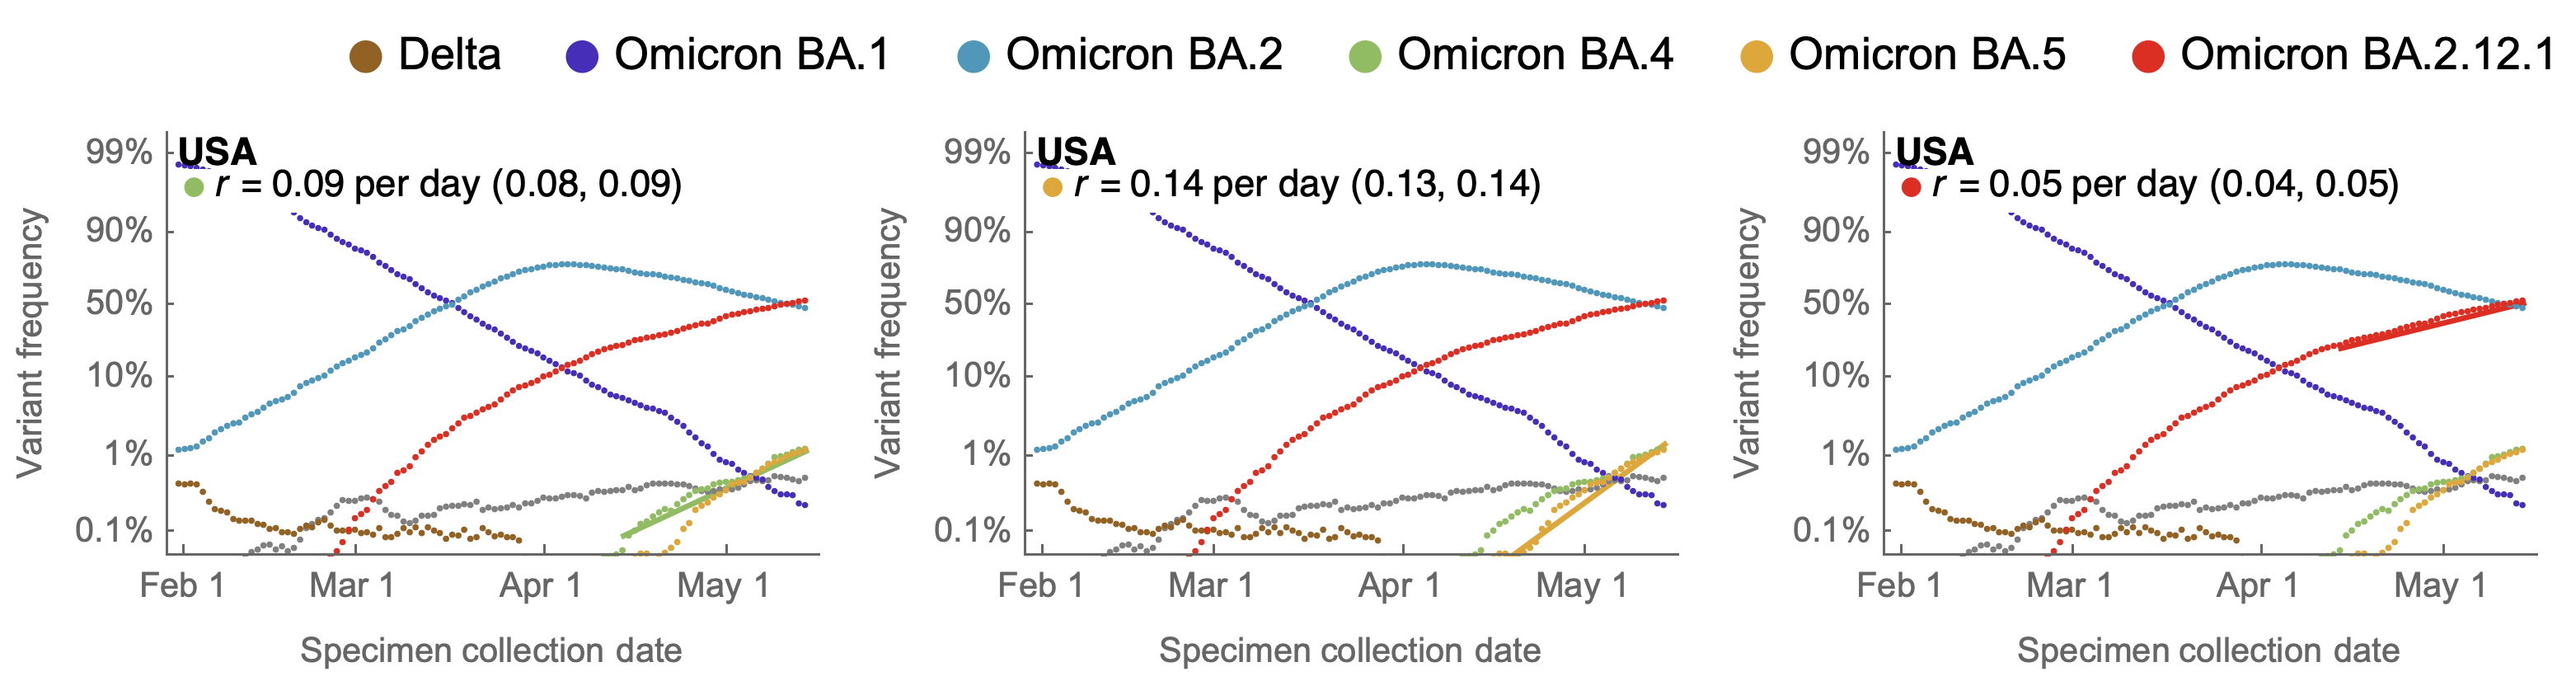 Delta Omicron BA.1 Omicron BA.2 Omicron BA.4 Omicron BA.5 Omicron BA.2.12.1
USA
r = 0.09 per day (0.08, 0.09)
99%
90%
50%
10%
1%
0.1%
Variant frequency
Feb 1 Mar 1 Apr 1 May 1
Specimen collection date
USA
r = 0.14 per day (0.13, 0.14)
99%
90%
50%
10%
1%
0.1%
Variant frequency
Feb 1 Mar 1 Apr 1 May 1
Specimen collection date
USA
r = 0.05 per day (0.04, 0.05)
99%
90%
50%
10%
1%
0.1%
Variant frequency
Feb 1 Mar 1 Apr 1 May 1
Specimen collection date